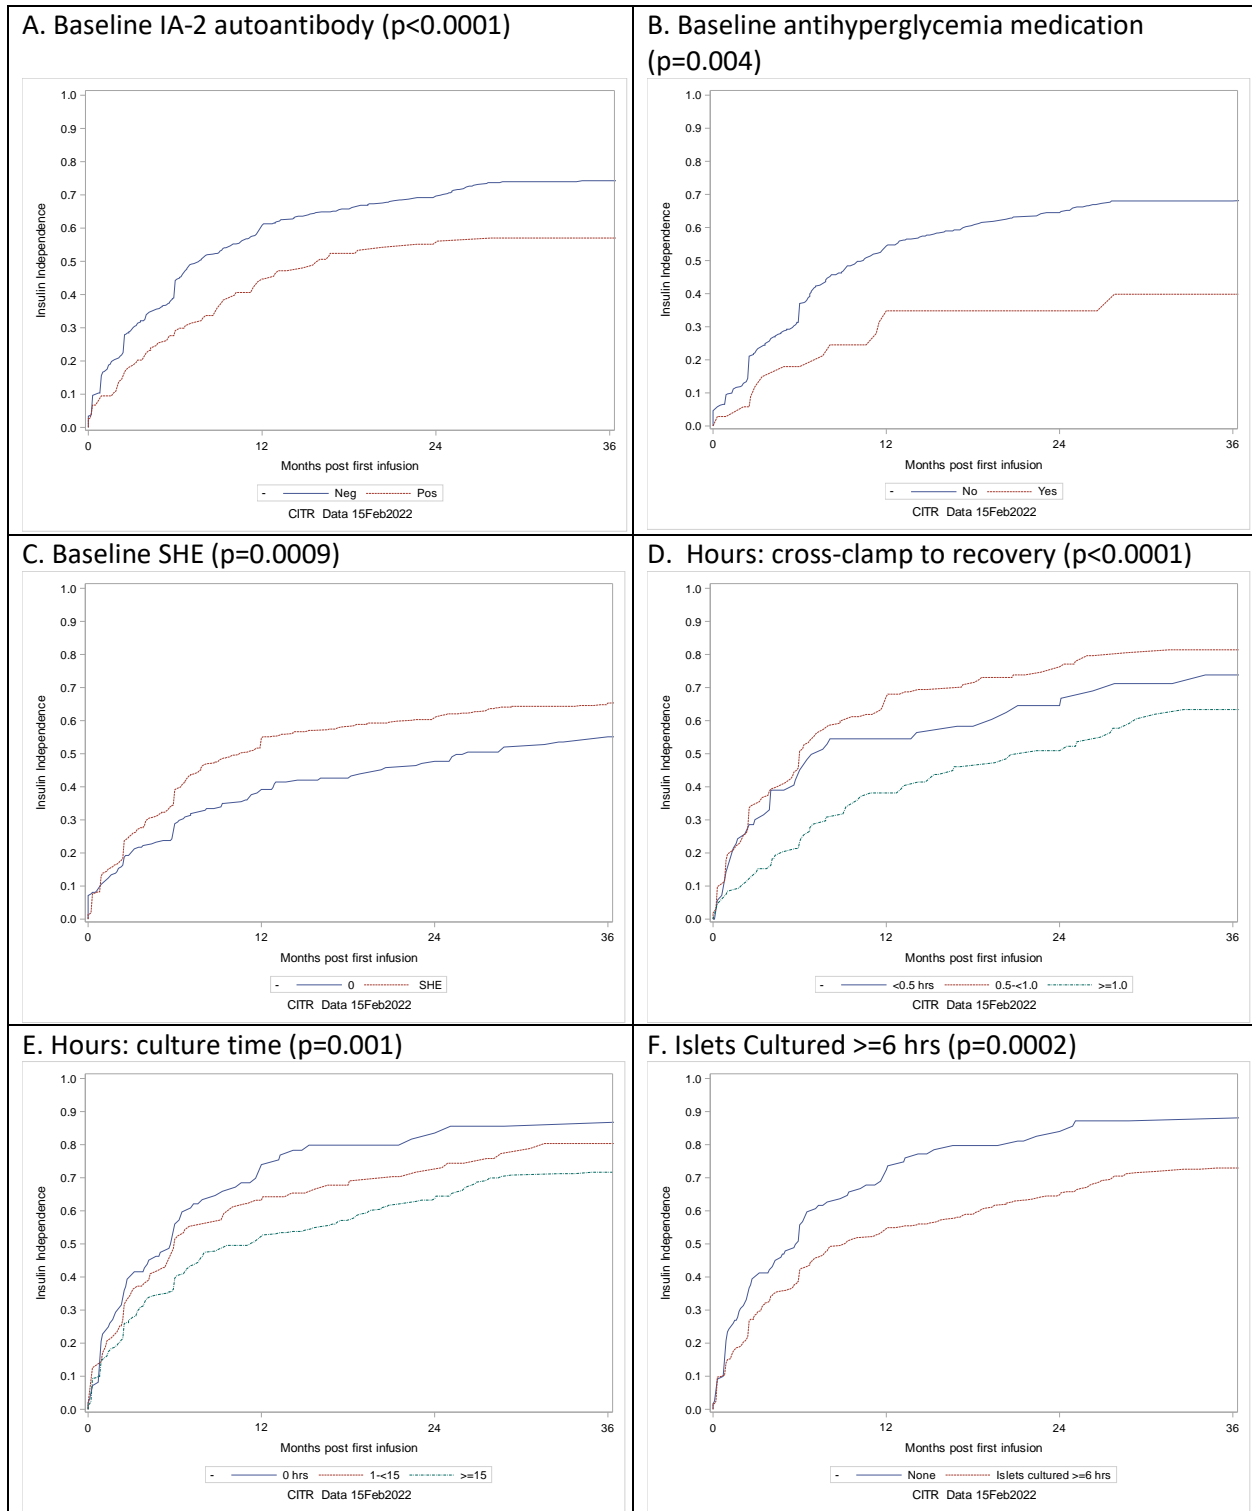 A. Baseline IA-2 autoantibody (p<0.0001)
1.0
0.9
0.8
0.7
0.6
0.5
0.4
0.3
0.2
0.1
0.0
Insulin Independence
0 12 24 36
Months post first infusion
- Neg Pos
CITR Data 15Feb2022
B. Baseline antihyperglycemia medication
(p=0.004)
1.0
0.9
0.8
0.7
0.6
0.5
0.4
0.3
0.2
0.1
0.0
Insulin Independence
0 12 24 36
Months post first infusion
- No Yes
CITR Data 15Feb2022
C. Baseline SHE (p=0.0009)
1.0
0.9
0.8
0.7
0.6
0.5
0.4
0.3
0.2
0.1
0.0
Insulin Independence
0 12 24 36
Months post first infusion
- 0 SHE
CITR Data 15Feb2022
D. Hours: cross-clamp to recovery (p<0.0001)
1.0
0.9
0.8
0.7
0.6
0.5
0.4
0.3
0.2
0.1
0.0
Insulin Independence
0 12 24 36
Months post first infusion
- <0.5 hrs 0.5-<1.0 >=1.0
CITR Data 15Feb2022
E. Hours: culture time (p=0.001)
1.0
0.9
0.8
0.7
0.6
0.5
0.4
0.3
0.2
0.1
0.0
Insulin Independence
0 12 24 36
Months post first infusion
- 0 hrs 1-<15 >=15
CITR Data 15Feb2022
F. Islets Cultured >=6 hrs (p=0.0002)
1.0
0.9
0.8
0.7
0.6
0.5
0.4
0.3
0.2
0.1
0.0
Insulin Independence
0 12 24 36
Months post first infusion
- None Islets cultured >=6 hrs
CITR Data 15Feb2022